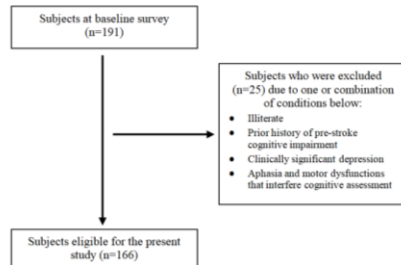 Subjects at baseline survey
(n=191)
Subjects who were excluded
(n=25) due to one or combination
of conditions below:
• Illiterate
• Prior history of pre-stroke
cognitive impairment
• Clinically significant depression
• Aphasia and motor dysfunctions
that interfere cognitive assessment
Subjects eligible for the present
study (n=166)